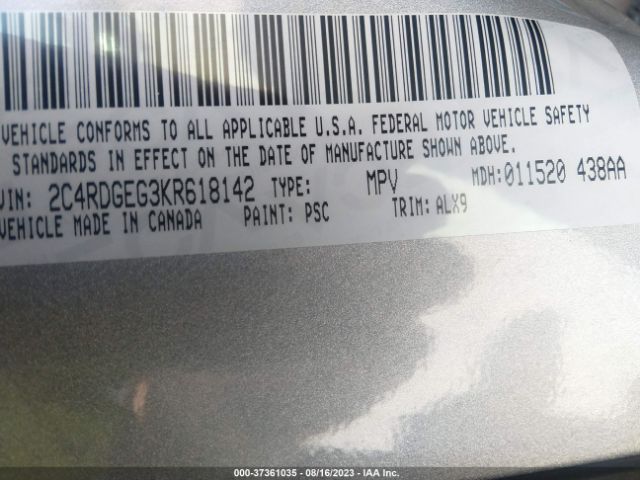 VEHICLE CONFORMS TO ALL APPLICABLE U.S.A. FEDERAL MOTOR VEHICLE SAFETY
STANDARDS IN EFFECT ON THE DATE OF MANUFACTURE SHOWN ABOVE.
VIN: 2C4RDGEG3KR618142 TYPE: MPV MDH:011520 438AA
VEHICLE MADE IN CANADA PAINT: PSC TRIM: ALX9
000-37361035 - 08/16/2023 - IAA Inc.